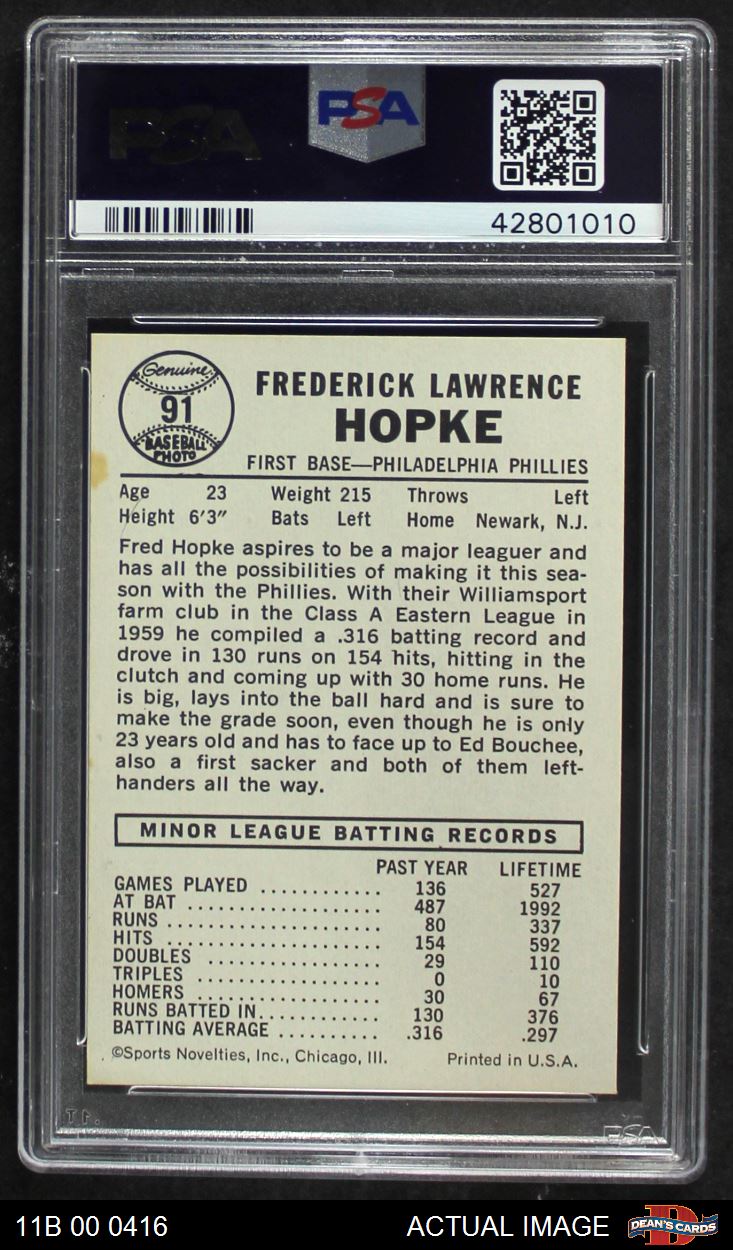 PSA
PSA
42801010
Genuine
91
BASEBALL
PHOTO
FREDERICK LAWRENCE
HOPKE
FIRST BASE—PHILADELPHIA PHILLIES
Age 23 Weight 215 Throws Left
Height 6'3" Bats Left Home Newark, N.J.
Fred Hopke aspires to be a major leaguer and
has all the possibilities of making it this sea-
son with the Phillies. With their Williamsport
farm club in the Class A Eastern League in
1959 he compiled a .316 batting record and
drove in 130 runs on 154 hits, hitting in the
clutch and coming up with 30 home runs. He
is big, lays into the ball hard and is sure to
make the grade soon, even though he is only
23 years old and has to face up to Ed Bouchee,
also a first sacker and both of them left-
handers all the way.
MINOR LEAGUE BATTING RECORDS
PAST YEAR LIFETIME
GAMES PLAYED ............ 136 527
AT BAT .................. 487 1992
RUNS .................... 80 337
HITS .................... 154 592
DOUBLES ................. 29 110
TRIPLES ................. 0 10
HOMERS .................. 30 67
RUNS BATTED IN........... 130 376
BATTING AVERAGE .......... .316 .297
©Sports Novelties, Inc., Chicago, Ill. Printed in U.S.A.
PSA
11B 00 0416 ACTUAL IMAGE DEAN'S CARDS